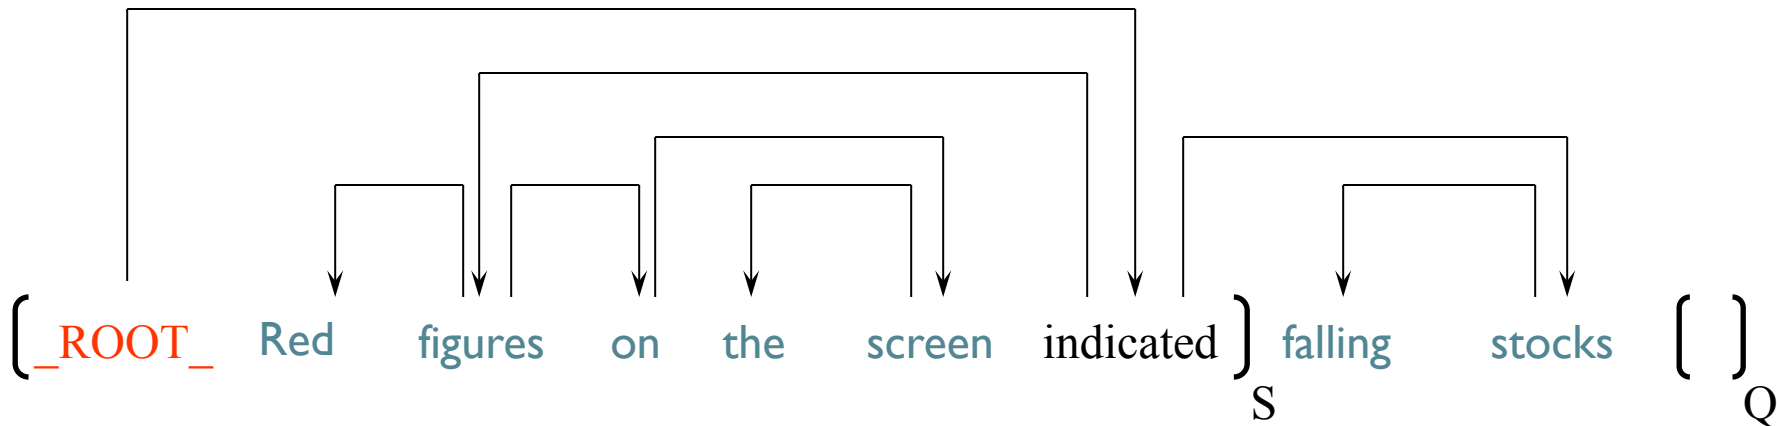 [_ROOT_ Red figures on the screen indicated]S falling stocks [ ]Q